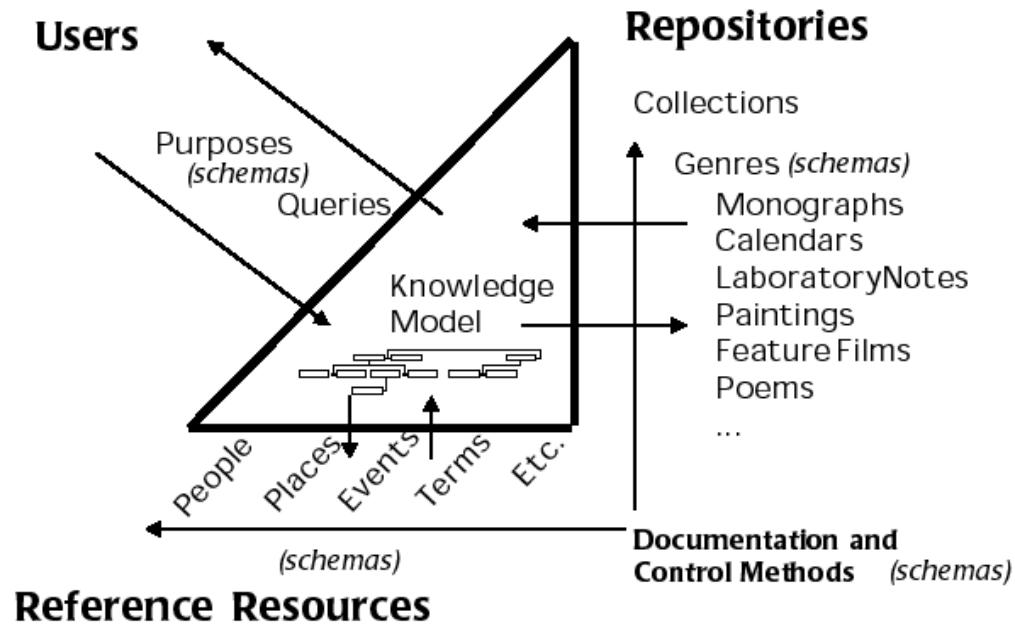 Users
Repositories
Collections
Purposes
(schemas)
Queries
Genres (schemas)
Monographs
Calendars
LaboratoryNotes
Paintings
Feature Films
Poems
...
Knowledge
Model
People
Places
Events
Terms
Etc.
(schemas)
Documentation and
Control Methods (schemas)
Reference Resources